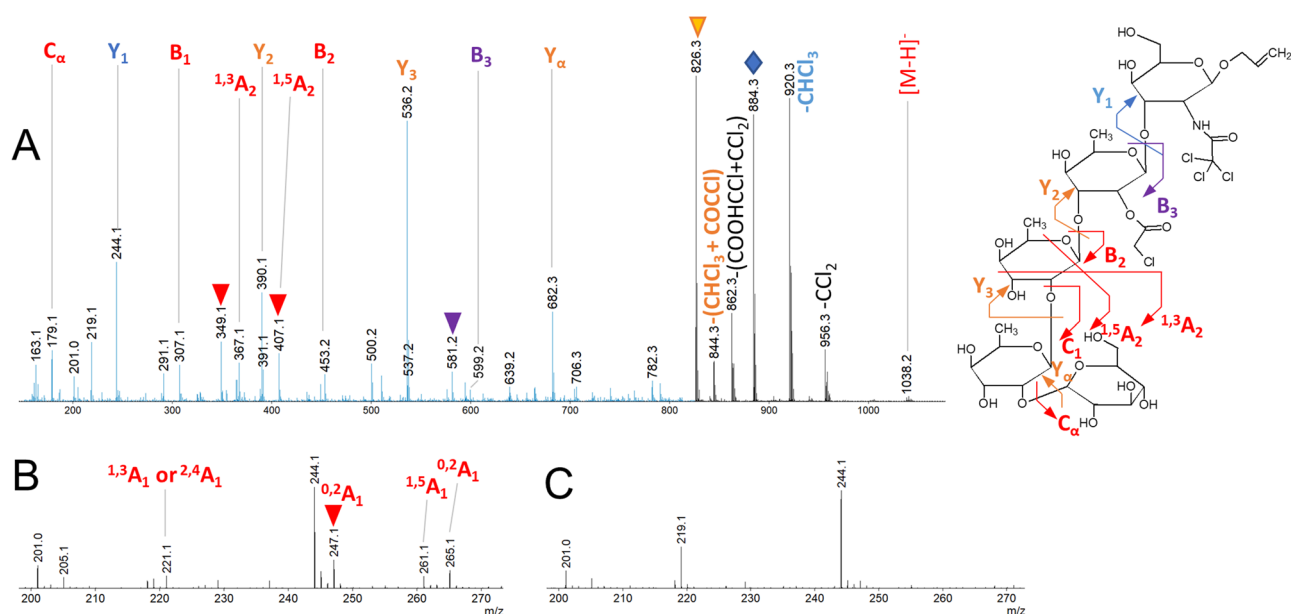 A
Cα Y1 B1 Y2 B2 Y3 B3 Yα
1,3A2 1,5A2
-(CHCl3 + COCCl)
-(COOHCCl+CCl2)
-CHCl3
-CCl2
[M-H]-
163.1 179.1 201.0 219.1 244.1 291.1 307.1 349.1 367.1 390.1 391.1 407.1 453.2 500.2 536.2 537.2 581.2 599.2 639.2 682.3 706.3 782.3 826.3 844.3 862.3 884.3 920.3 956.3 1038.2
200 300 400 500 600 700 800 900 1000
HO
HO
HO
O
O
CH2
Y1
NH
O
CH3
HO
O
O
Cl
Cl
Cl
Y2
O
B3
O
O
CH3
HO
O
B2
Cl
Y3
OH
O
1,5A2
1,3A2
CH3
HO
O
C1
HO
Yα
O
OH
O
Cα
HO
OH
OH
B
1,3A1 or 2,4A1
0,2A1
1,5A1
0,2A1
201.0 205.1 221.1 244.1 247.1 261.1 265.1
200 210 220 230 240 250 260 270 m/z
C
201.0 219.1 244.1
200 210 220 230 240 250 260 270 m/z